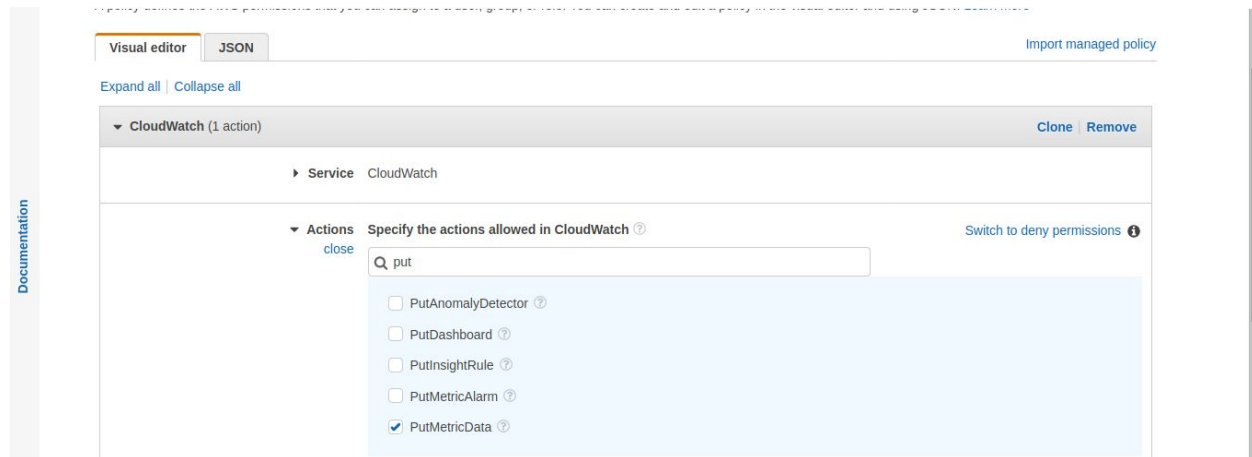 Visual editor JSON Import managed policy
Expand all | Collapse all
CloudWatch (1 action) Clone | Remove
Service CloudWatch
Documentation
Actions Specify the actions allowed in CloudWatch Switch to deny permissions
close
put
PutAnomalyDetector
PutDashboard
PutInsightRule
PutMetricAlarm
PutMetricData